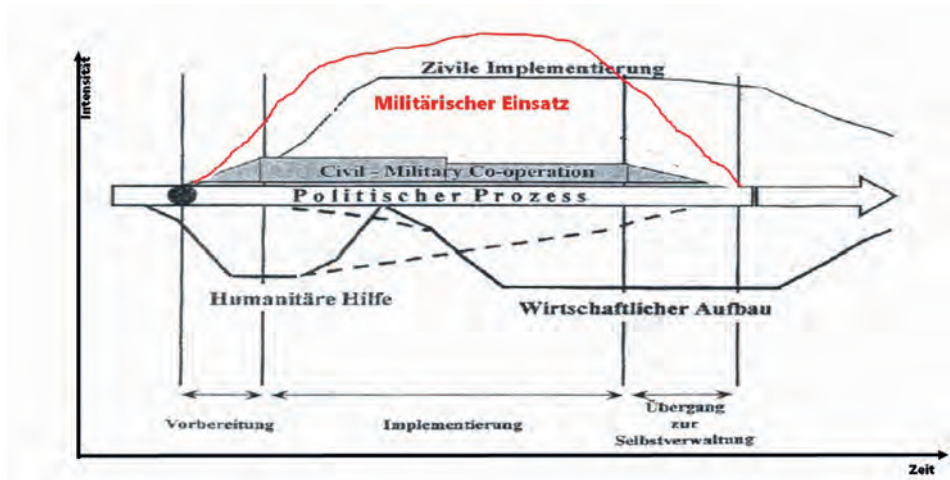 Intensität
Zivile Implementierung
Militärischer Einsatz
Civil - Military Co-operation
Politischer Prozess
Humanitäre Hilfe
Wirtschaftlicher Aufbau
Vorbereitung
Implementierung
Übergang
zur
Selbstverwaltung
Zeit